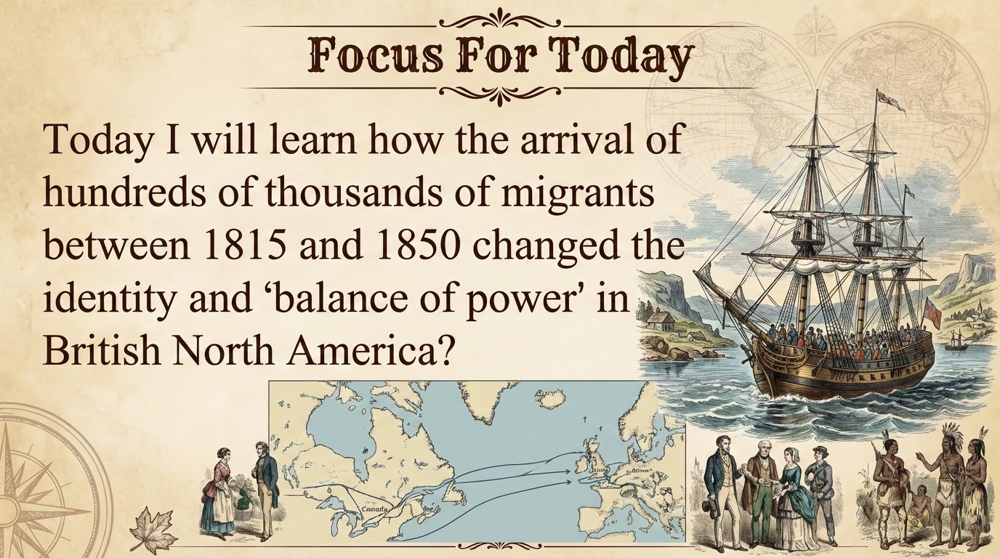 Focus For Today
Today I will learn how the arrival of
hundreds of thousands of migrants
between 1815 and 1850 changed the
identity and ‘balance of power’ in
British North America?
Canada